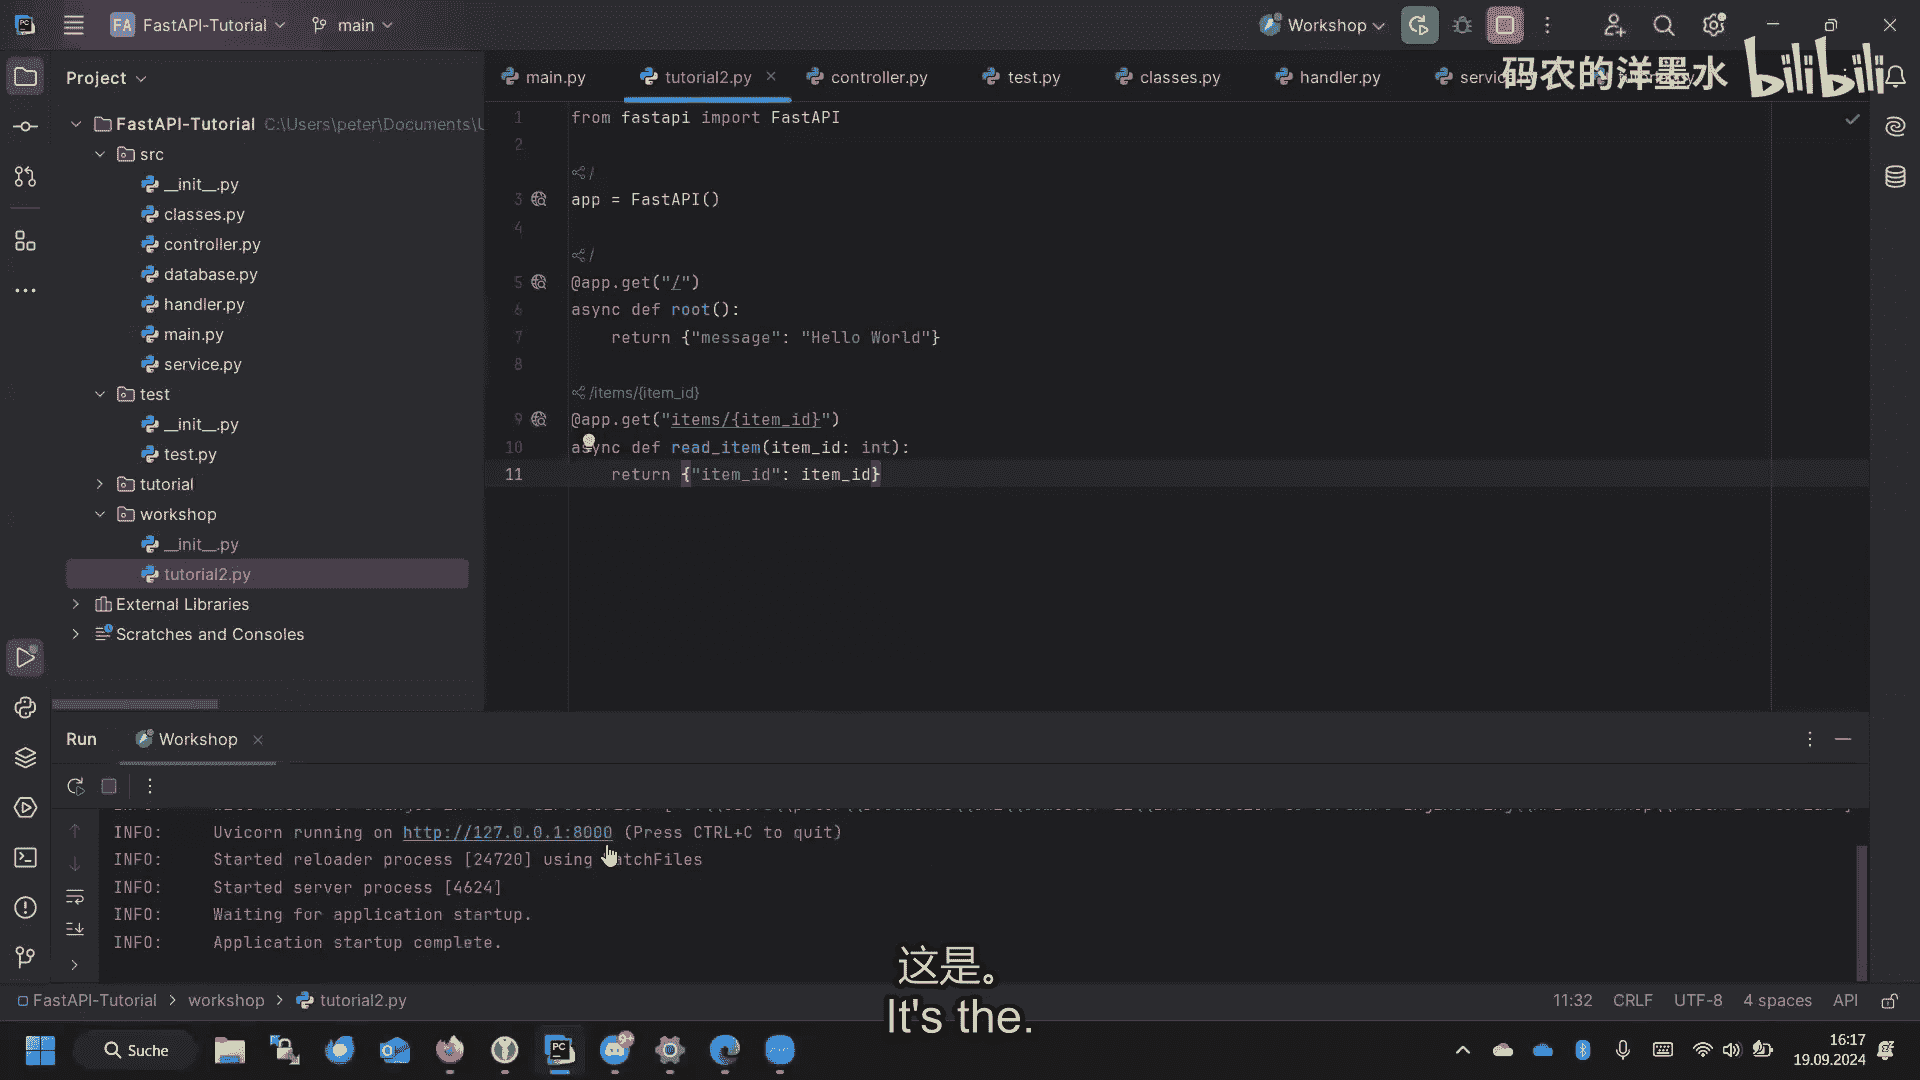 FA FastAPI-Tutorial main Workshop
码农的洋墨水 bilibili
Project
main.py tutorial2.py controller.py test.py classes.py handler.py
FastAPI-Tutorial C:\Users\peter\Documents\
src
__init__.py
classes.py
controller.py
database.py
handler.py
main.py
service.py
test
__init__.py
test.py
tutorial
workshop
__init__.py
tutorial2.py
External Libraries
Scratches and Consoles
1 from fastapi import FastAPI
2
/
3 app = FastAPI()
4
/
5 @app.get("/")
6 async def root():
7 return {"message": "Hello World"}
8
/items/{item_id}
9 @app.get("items/{item_id}")
10 async def read_item(item_id: int):
11 return {"item_id": item_id}
Run Workshop
INFO: Uvicorn running on http://127.0.0.1:8000 (Press CTRL+C to quit)
INFO: Started reloader process [24720] using
INFO: Started server process [4624]
INFO: Waiting for application startup.
INFO: Application startup complete.
这是。
It's the.
FastAPI-Tutorial > workshop > tutorial2.py 11:32 CRLF UTF-8 4 spaces API
Suche
PC
9+
16:17
19.09.2024